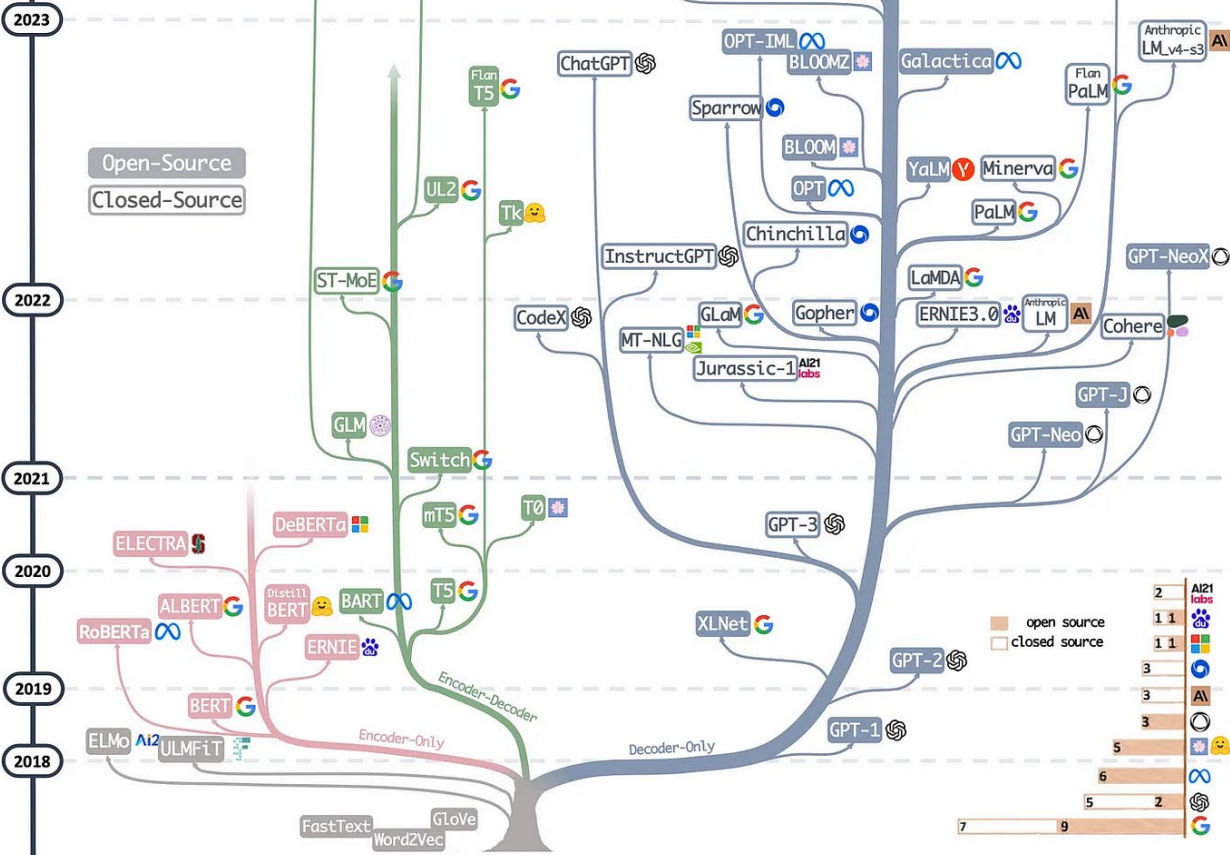 2023
OPT-IML
BLOOMZ
Galactica
Anthropic
LM_v4-s3
A\
ChatGPT
Flan
T5
G
Flan
PaLM
G
Sparrow
Open-Source
Closed-Source
BLOOM
YaLM
Y
Minerva
G
UL2
G
OPT
Tk
PaLM
G
Chinchilla
InstructGPT
GPT-NeoX
ST-MoE
G
LaMDA
G
2022
CodeX
GLaM
G
Gopher
ERNIE3.0
du
Anthropic
LM
A\
Cohere
MT-NLG
Jurassic-1
AI21
labs
GPT-J
GLM
GPT-Neo
Switch
G
2021
mT5
G
T0
DeBERTa
GPT-3
ELECTRA
S
2020
ALBERT
G
Distill
BERT
BART
T5
G
RoBERTa
XLNet
G
ERNIE
du
GPT-2
2019
Encoder-Decoder
BERT
G
GPT-1
ELMo
Ai2
ULMFiT
Encoder-Only
Decoder-Only
2018
FastText
Word2Vec
GloVe
open source
closed source
2
AI21
labs
1 1
du
1 1
3
3
A\
3
5
6
5 2
7 9
G